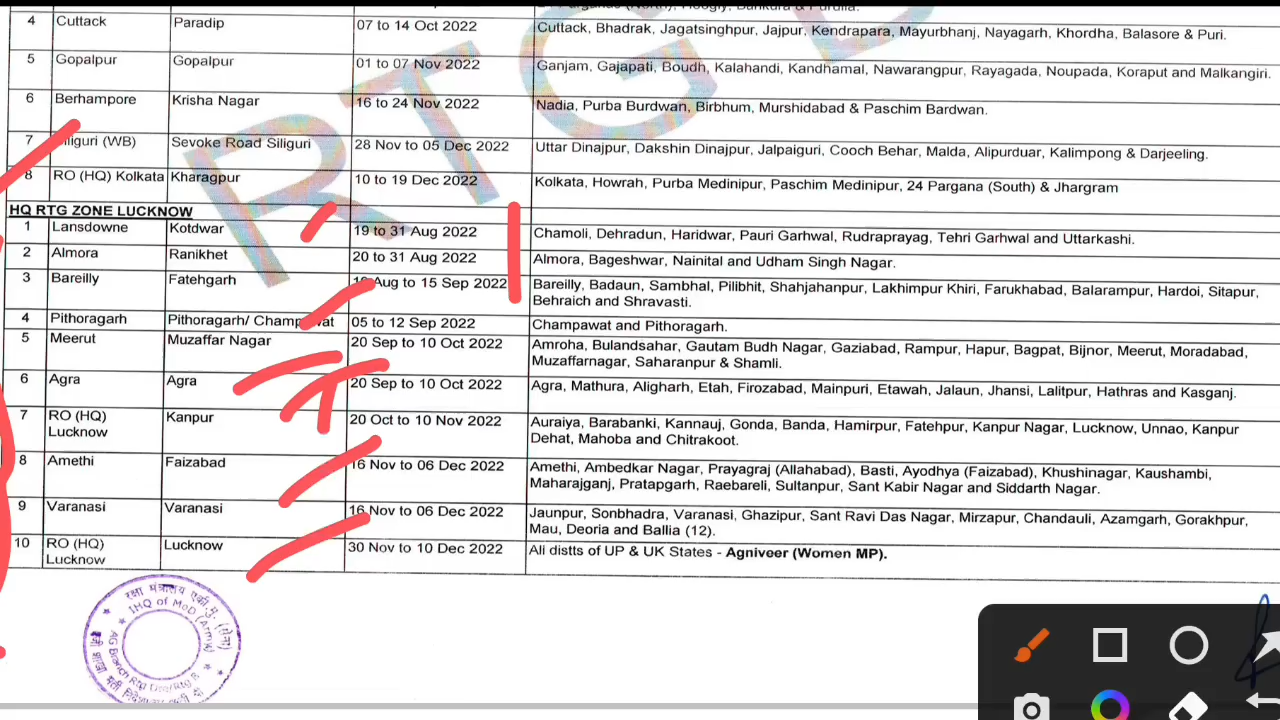 4 Cuttack Paradip 07 to 14 Oct 2022 Cuttack, Bhadrak, Jagatsinghpur, Jajpur, Kendrapara, Mayurbhanj, Nayagarh, Khordha, Balasore & Puri.
5 Gopalpur Gopalpur 01 to 07 Nov 2022 Ganjam, Gajapati, Boudh, Kalahandi, Kandhamal, Nawarangpur, Rayagada, Noupada, Koraput and Malkangiri.
6 Berhampore Krisha Nagar 16 to 24 Nov 2022 Nadia, Purba Burdwan, Birbhum, Murshidabad & Paschim Bardwan.
7 Siliguri (WB) Sevoke Road Siliguri 28 Nov to 05 Dec 2022 Uttar Dinajpur, Dakshin Dinajpur, Jalpaiguri, Cooch Behar, Malda, Alipurduar, Kalimpong & Darjeeling.
8 RO (HQ) Kolkata Kharagpur 10 to 19 Dec 2022 Kolkata, Howrah, Purba Medinipur, Paschim Medinipur, 24 Pargana (South) & Jhargram
HQ RTG ZONE LUCKNOW
1 Lansdowne Kotdwar 19 to 31 Aug 2022 Chamoli, Dehradun, Haridwar, Pauri Garhwal, Rudraprayag, Tehri Garhwal and Uttarkashi.
2 Almora Ranikhet 20 to 31 Aug 2022 Almora, Bageshwar, Nainital and Udham Singh Nagar.
3 Bareilly Fatehgarh Aug to 15 Sep 2022 Bareilly, Badaun, Sambhal, Pilibhit, Shahjahanpur, Lakhimpur Khiri, Farukhabad, Balarampur, Hardoi, Sitapur,
Behraich and Shravasti.
4 Pithoragarh Pithoragarh/ Champawat 05 to 12 Sep 2022 Champawat and Pithoragarh.
5 Meerut Muzaffar Nagar 20 Sep to 10 Oct 2022 Amroha, Bulandsahar, Gautam Budh Nagar, Gaziabad, Rampur, Hapur, Bagpat, Bijnor, Meerut, Moradabad,
Muzaffarnagar, Saharanpur & Shamli.
6 Agra Agra 20 Sep to 10 Oct 2022 Agra, Mathura, Aligharh, Etah, Firozabad, Mainpuri, Etawah, Jalaun, Jhansi, Lalitpur, Hathras and Kasganj.
7 RO (HQ) Kanpur 20 Oct to 10 Nov 2022 Auraiya, Barabanki, Kannauj, Gonda, Banda, Hamirpur, Fatehpur, Kanpur Nagar, Lucknow, Unnao, Kanpur
Lucknow Dehat, Mahoba and Chitrakoot.
8 Amethi Faizabad 16 Nov to 06 Dec 2022 Amethi, Ambedkar Nagar, Prayagraj (Allahabad), Basti, Ayodhya (Faizabad), Khushinagar, Kaushambi,
Maharajganj, Pratapgarh, Raebareli, Sultanpur, Sant Kabir Nagar and Siddarth Nagar.
9 Varanasi Varanasi 16 Nov to 06 Dec 2022 Jaunpur, Sonbhadra, Varanasi, Ghazipur, Sant Ravi Das Nagar, Mirzapur, Chandauli, Azamgarh, Gorakhpur,
Mau, Deoria and Ballia (12).
10 RO (HQ) Lucknow 30 Nov to 10 Dec 2022 All distts of UP & UK States - Agniveer (Women MP).
Lucknow
RTG
रक्षा मंत्रालय
IHQ of MoD (Army)
AG Branch Rtg